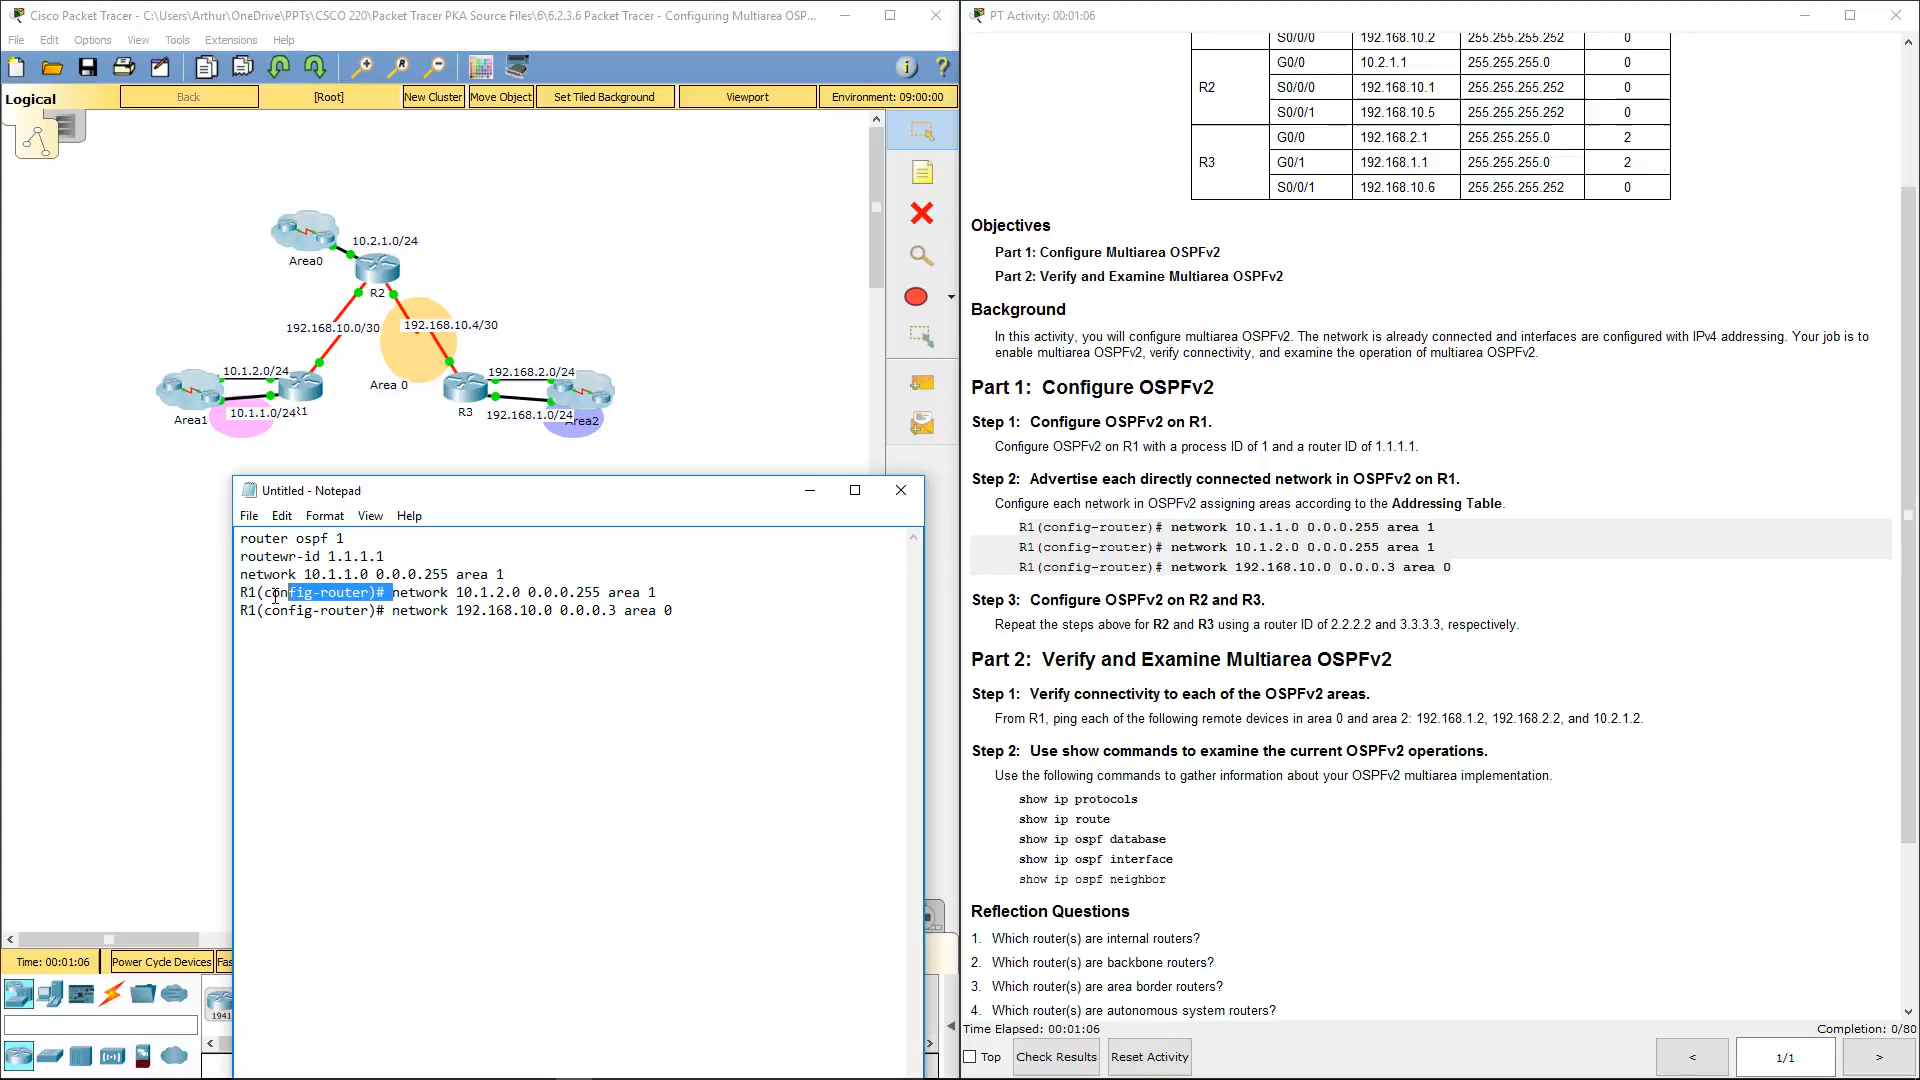 Cisco Packet Tracer - C:\Users\Arthur\OneDrive\PPTs\CSCO 220\Packet Tracer PKA Source Files\6\6.2.3.6 Packet Tracer - Configuring Multiarea OSP...
File Edit Options View Tools Extensions Help
Logical
Back
[Root]
New Cluster
Move Object
Set Tiled Background
Viewport
Environment: 09:00:00
10.2.1.0/24
Area0
R2
192.168.10.0/30
192.168.10.4/30
10.1.2.0/24
Area 0
192.168.2.0/24
10.1.1.0/24
R1
Area1
R3
192.168.1.0/24
Area2
Untitled - Notepad
File Edit Format View Help
router ospf 1
routewr-id 1.1.1.1
network 10.1.1.0 0.0.0.255 area 1
R1(config-router)# network 10.1.2.0 0.0.0.255 area 1
R1(config-router)# network 192.168.10.0 0.0.0.3 area 0
Time: 00:01:06
Power Cycle Devices
Fas
1941
PT Activity: 00:01:06
S0/0/0 192.168.10.2 255.255.255.252 0
R2
G0/0 10.2.1.1 255.255.255.0 0
S0/0/0 192.168.10.1 255.255.255.252 0
S0/0/1 192.168.10.5 255.255.255.252 0
R3
G0/0 192.168.2.1 255.255.255.0 2
G0/1 192.168.1.1 255.255.255.0 2
S0/0/1 192.168.10.6 255.255.255.252 0
Objectives
Part 1: Configure Multiarea OSPFv2
Part 2: Verify and Examine Multiarea OSPFv2
Background
In this activity, you will configure multiarea OSPFv2. The network is already connected and interfaces are configured with IPv4 addressing. Your job is to
enable multiarea OSPFv2, verify connectivity, and examine the operation of multiarea OSPFv2.
Part 1: Configure OSPFv2
Step 1: Configure OSPFv2 on R1.
Configure OSPFv2 on R1 with a process ID of 1 and a router ID of 1.1.1.1.
Step 2: Advertise each directly connected network in OSPFv2 on R1.
Configure each network in OSPFv2 assigning areas according to the Addressing Table.
R1(config-router)# network 10.1.1.0 0.0.0.255 area 1
R1(config-router)# network 10.1.2.0 0.0.0.255 area 1
R1(config-router)# network 192.168.10.0 0.0.0.3 area 0
Step 3: Configure OSPFv2 on R2 and R3.
Repeat the steps above for R2 and R3 using a router ID of 2.2.2.2 and 3.3.3.3, respectively.
Part 2: Verify and Examine Multiarea OSPFv2
Step 1: Verify connectivity to each of the OSPFv2 areas.
From R1, ping each of the following remote devices in area 0 and area 2: 192.168.1.2, 192.168.2.2, and 10.2.1.2.
Step 2: Use show commands to examine the current OSPFv2 operations.
Use the following commands to gather information about your OSPFv2 multiarea implementation.
show ip protocols
show ip route
show ip ospf database
show ip ospf interface
show ip ospf neighbor
Reflection Questions
1. Which router(s) are internal routers?
2. Which router(s) are backbone routers?
3. Which router(s) are area border routers?
4. Which router(s) are autonomous system routers?
Time Elapsed: 00:01:06
Completion: 0/80
Top
Check Results
Reset Activity
<
1/1
>